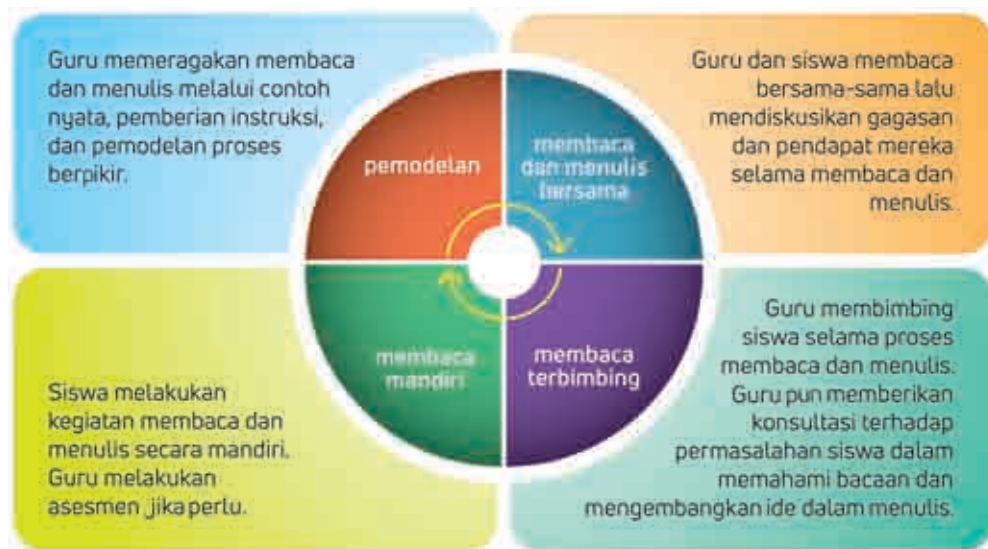 Guru memeragakan membaca
dan menulis melalui contoh
nyata, pemberian instruksi,
dan pemodelan proses
berpikir.
pemodelan
membaca
dan menulis
bersama
Guru dan siswa membaca
bersama-sama lalu
mendiskusikan gagasan
dan pendapat mereka
selama membaca dan
menulis.
Siswa melakukan
kegiatan membaca dan
menulis secara mandiri.
Guru melakukan
asesmen jika perlu.
membaca
mandiri
membaca
terbimbing
Guru membimbing
siswa selama proses
membaca dan menulis.
Guru pun memberikan
konsultasi terhadap
permasalahan siswa dalam
memahami bacaan dan
mengembangkan ide dalam menulis.